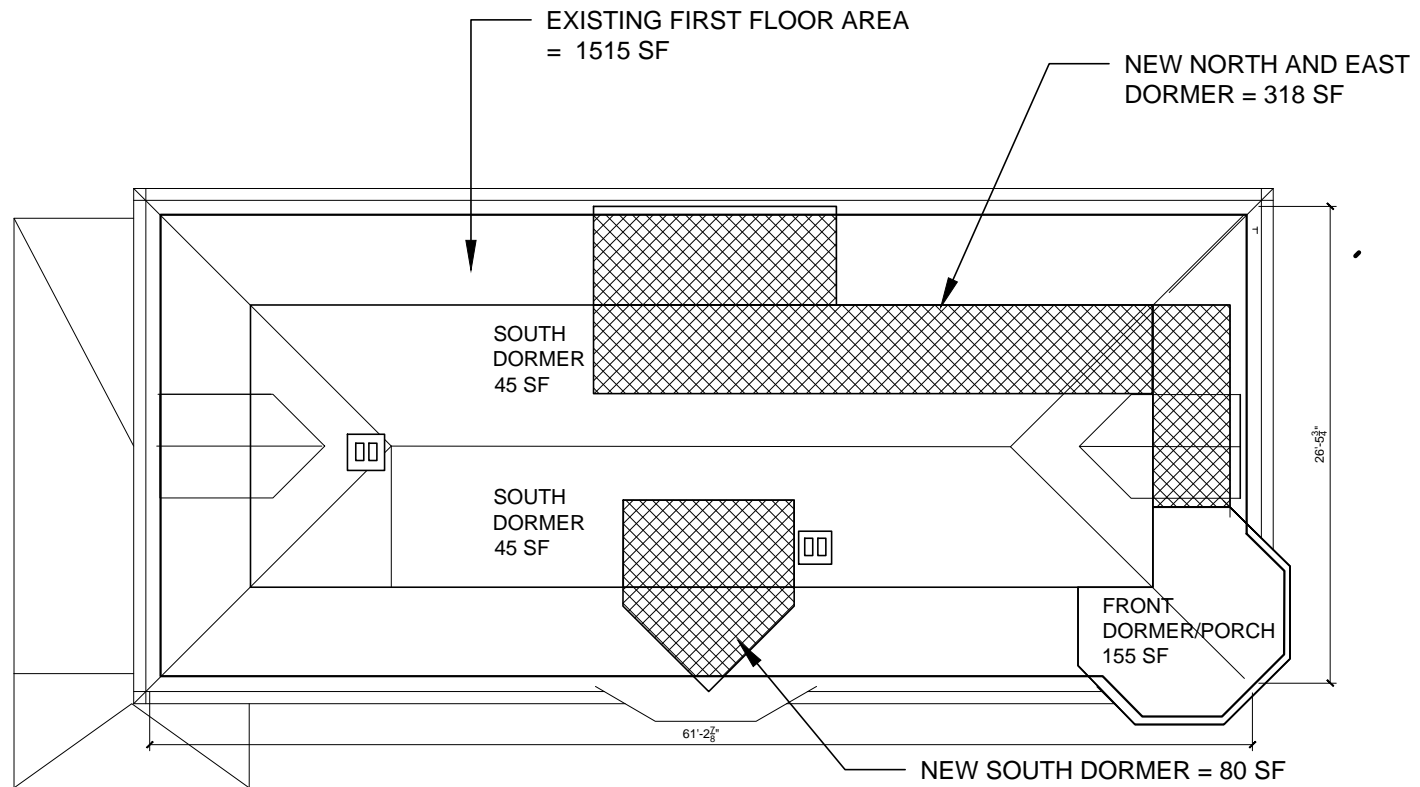 EXISTING FIRST FLOOR AREA
= 1515 SF
NEW NORTH AND EAST
DORMER = 318 SF
SOUTH
DORMER
45 SF
SOUTH
DORMER
45 SF
26'-5¾"
FRONT
DORMER/PORCH
155 SF
61'-2⅞"
NEW SOUTH DORMER = 80 SF